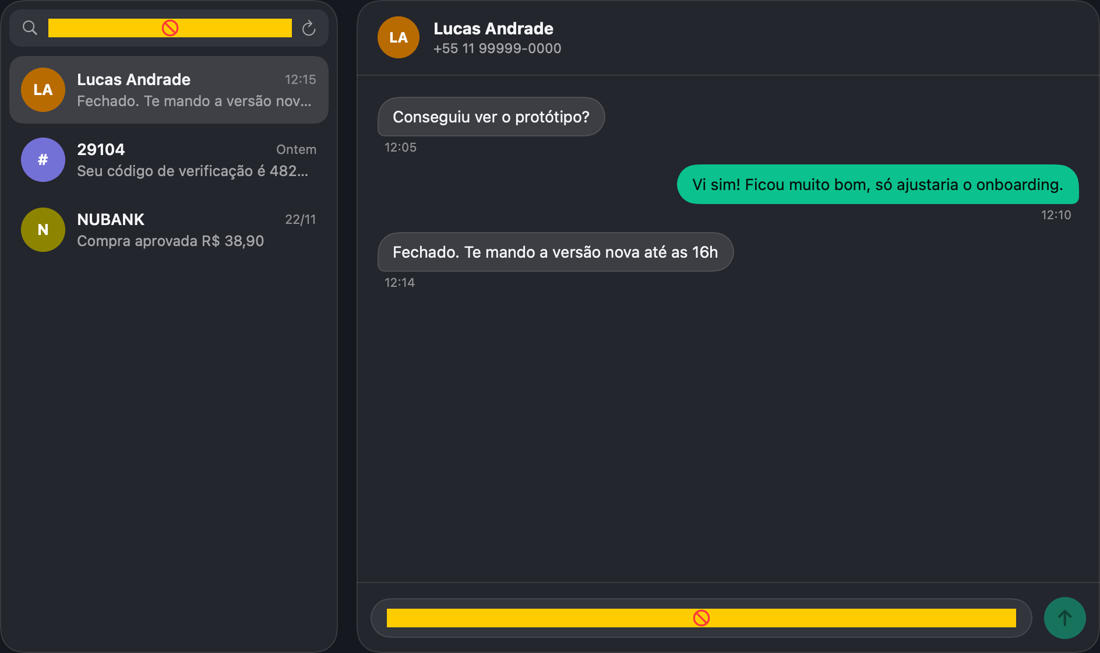 LA
Lucas Andrade
12:15
Fechado. Te mando a versão nov...
#
29104
Ontem
Seu código de verificação é 482...
N
NUBANK
22/11
Compra aprovada R$ 38,90
LA
Lucas Andrade
+55 11 99999-0000
Conseguiu ver o protótipo?
12:05
Vi sim! Ficou muito bom, só ajustaria o onboarding.
12:10
Fechado. Te mando a versão nova até as 16h
12:14